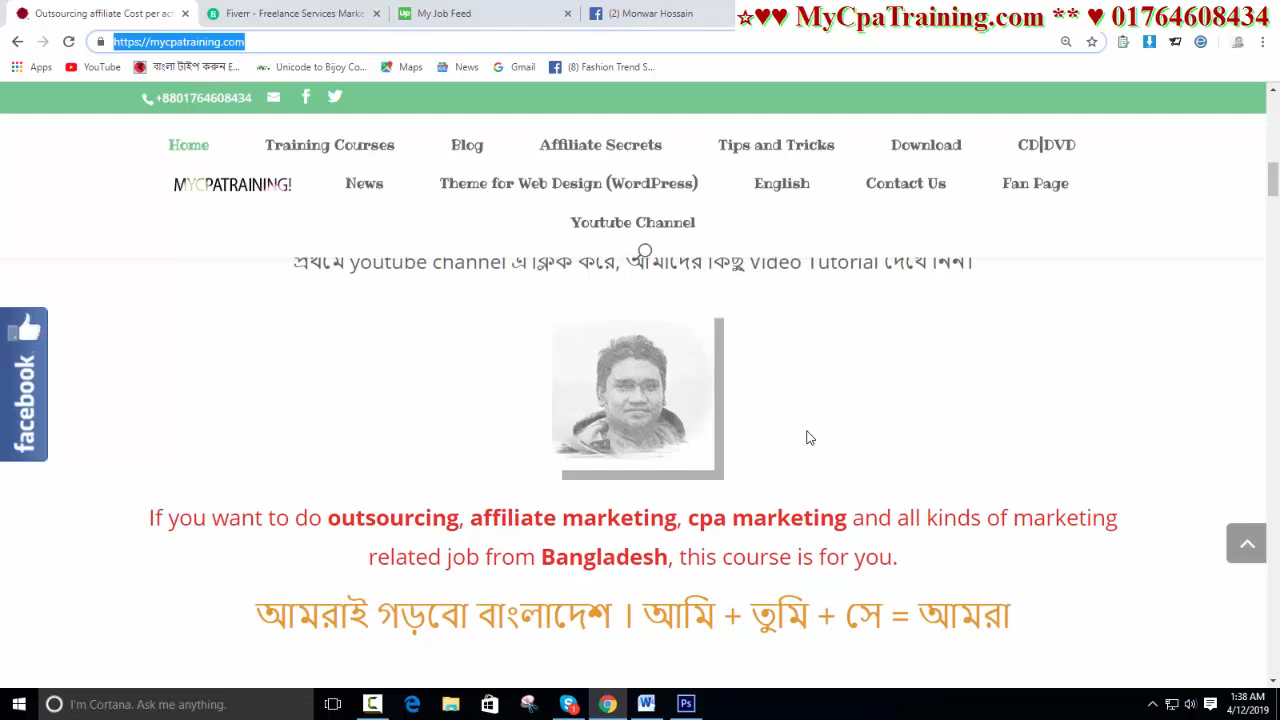 Outsourcing affiliate Cost per act
Fiverr - Freelance Services Marke
My Job Feed
(2) Monwar Hossain
☆♥♥ MyCpaTraining.com ** ♥ 01764608434
https://mycpatraining.com
Apps
YouTube
বাংলা টাইপ করুন E...
Unicode to Bijoy Co...
Maps
News
Gmail
(8) Fashion Trend S...
+8801764608434
Home Training Courses Blog Affiliate Secrets Tips and Tricks Download CD|DVD
MYCPATRAINING! News Theme for Web Design (WordPress) English Contact Us Fan Page
Youtube Channel
প্রথমে youtube channel এ ক্লিক করে, আমাদের কিছু Video Tutorial দেখে নিন।
facebook
If you want to do outsourcing, affiliate marketing, cpa marketing and all kinds of marketing
related job from Bangladesh, this course is for you.
আমরাই গড়বো বাংলাদেশ । আমি + তুমি + সে = আমরা
I'm Cortana. Ask me anything.
1:38 AM
4/12/2019